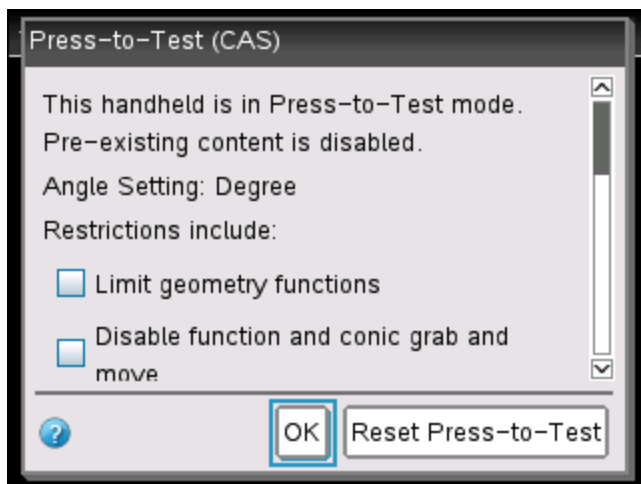 Press-to-Test (CAS)
This handheld is in Press-to-Test mode.
Pre-existing content is disabled.
Angle Setting: Degree
Restrictions include:
Limit geometry functions
Disable function and conic grab and
move
?
OK
Reset Press-to-Test